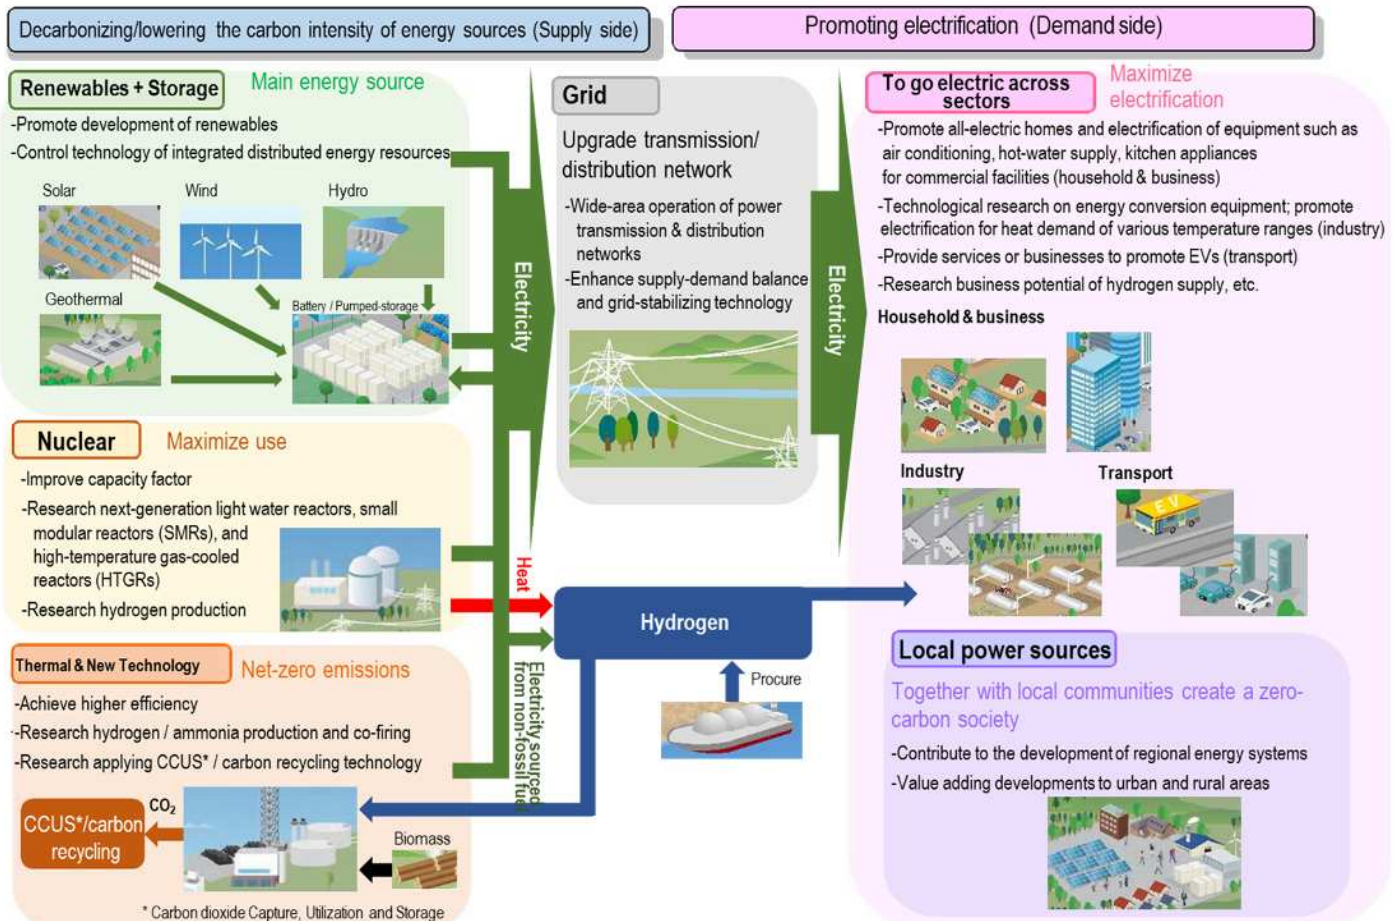 Decarbonizing/lowering the carbon intensity of energy sources (Supply side)
Promoting electrification (Demand side)
Renewables + Storage
Main energy source
-Promote development of renewables
-Control technology of integrated distributed energy resources
Solar
Wind
Hydro
Geothermal
Battery / Pumped-storage
Nuclear
Maximize use
-Improve capacity factor
-Research next-generation light water reactors, small
modular reactors (SMRs), and
high-temperature gas-cooled
reactors (HTGRs)
-Research hydrogen production
Thermal & New Technology
Net-zero emissions
-Achieve higher efficiency
-Research hydrogen / ammonia production and co-firing
-Research applying CCUS* / carbon recycling technology
CO2
CCUS*/carbon
recycling
Biomass
* Carbon dioxide Capture, Utilization and Storage
Electricity
Heat
Electricity sourced
from non-fossil fuel
Grid
Upgrade transmission/
distribution network
-Wide-area operation of power
transmission & distribution
networks
-Enhance supply-demand balance
and grid-stabilizing technology
Electricity
Hydrogen
Procure
To go electric across
sectors
Maximize
electrification
-Promote all-electric homes and electrification of equipment such as
air conditioning, hot-water supply, kitchen appliances
for commercial facilities (household & business)
-Technological research on energy conversion equipment; promote
electrification for heat demand of various temperature ranges (industry)
-Provide services or businesses to promote EVs (transport)
-Research business potential of hydrogen supply, etc.
Household & business
Industry
Transport
EV
Local power sources
Together with local communities create a zero-
carbon society
-Contribute to the development of regional energy systems
-Value adding developments to urban and rural areas